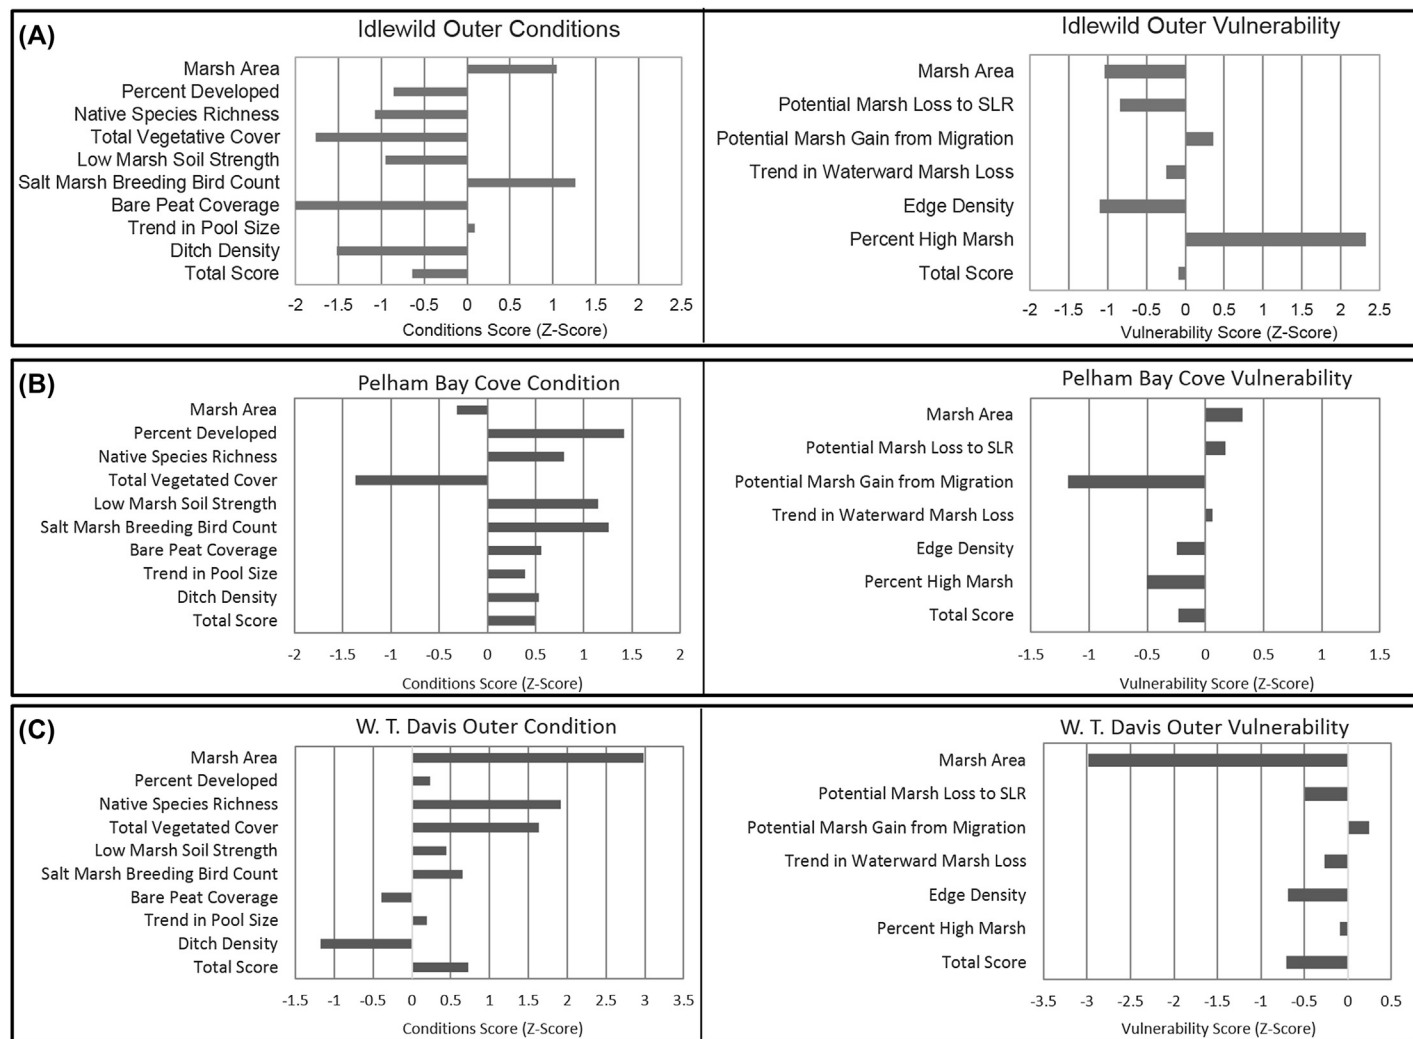 (A)
Idlewild Outer Conditions
Marsh Area
Percent Developed
Native Species Richness
Total Vegetative Cover
Low Marsh Soil Strength
Salt Marsh Breeding Bird Count
Bare Peat Coverage
Trend in Pool Size
Ditch Density
Total Score
-2 -1.5 -1 -0.5 0 0.5 1 1.5 2 2.5
Conditions Score (Z-Score)
Idlewild Outer Vulnerability
Marsh Area
Potential Marsh Loss to SLR
Potential Marsh Gain from Migration
Trend in Waterward Marsh Loss
Edge Density
Percent High Marsh
Total Score
-2 -1.5 -1 -0.5 0 0.5 1 1.5 2 2.5
Vulnerability Score (Z-Score)
(B)
Pelham Bay Cove Condition
Marsh Area
Percent Developed
Native Species Richness
Total Vegetated Cover
Low Marsh Soil Strength
Salt Marsh Breeding Bird Count
Bare Peat Coverage
Trend in Pool Size
Ditch Density
Total Score
-2 -1.5 -1 -0.5 0 0.5 1 1.5 2
Conditions Score (Z-Score)
Pelham Bay Cove Vulnerability
Marsh Area
Potential Marsh Loss to SLR
Potential Marsh Gain from Migration
Trend in Waterward Marsh Loss
Edge Density
Percent High Marsh
Total Score
-1.5 -1 -0.5 0 0.5 1 1.5
Vulnerability Score (Z-Score)
(C)
W. T. Davis Outer Condition
Marsh Area
Percent Developed
Native Species Richness
Total Vegetated Cover
Low Marsh Soil Strength
Salt Marsh Breeding Bird Count
Bare Peat Coverage
Trend in Pool Size
Ditch Density
Total Score
-1.5 -1 -0.5 0 0.5 1 1.5 2 2.5 3 3.5
Conditions Score (Z-Score)
W. T. Davis Outer Vulnerability
Marsh Area
Potential Marsh Loss to SLR
Potential Marsh Gain from Migration
Trend in Waterward Marsh Loss
Edge Density
Percent High Marsh
Total Score
-3.5 -3 -2.5 -2 -1.5 -1 -0.5 0 0.5
Vulnerability Score (Z-Score)